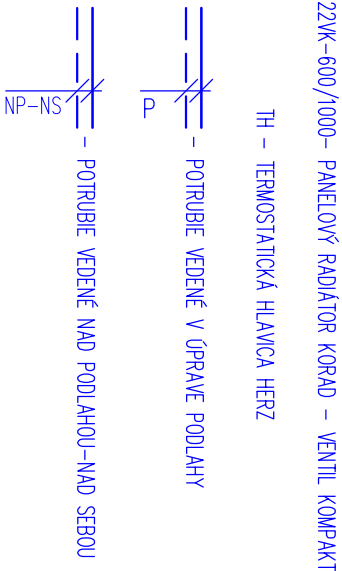 22VK-600/1000- PANELOVÝ RADIÁTOR KORAD - VENTIL KOMPAKT
TH - TERMOSTATICKÁ HLAVICA HERZ
P - POTRUBIE VEDENÉ V ÚPRAVE PODLAHY
NP-NS - POTRUBIE VEDENÉ NAD PODLAHOU-NAD SEBOU